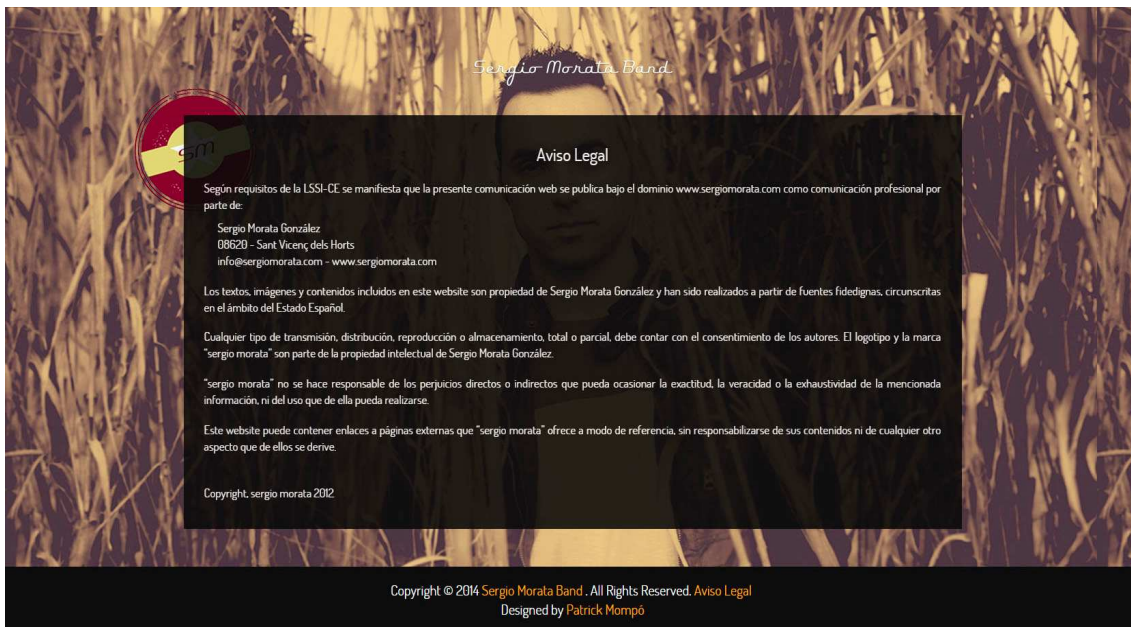 Sergio Morata Band
SM
Aviso Legal
Según requisitos de la LSSI-CE se manifiesta que la presente comunicación web se publica bajo el dominio www.sergiomorata.com como comunicación profesional por
parte de:
Sergio Morata González
08620 - Sant Vicenç dels Horts
info@sergiomorata.com - www.sergiomorata.com
Los textos, imágenes y contenidos incluidos en este website son propiedad de Sergio Morata González y han sido realizados a partir de fuentes fidedignas, circunscritas
en el ámbito del Estado Español.
Cualquier tipo de transmisión, distribución, reproducción o almacenamiento, total o parcial, debe contar con el consentimiento de los autores. El logotipo y la marca
"sergio morata" son parte de la propiedad intelectual de Sergio Morata González.
"sergio morata" no se hace responsable de los perjuicios directos o indirectos que pueda ocasionar la exactitud, la veracidad o la exhaustividad de la mencionada
información, ni del uso que de ella pueda realizarse.
Este website puede contener enlaces a páginas externas que "sergio morata" ofrece a modo de referencia, sin responsabilizarse de sus contenidos ni de cualquier otro
aspecto que de ellos se derive.
Copyright, sergio morata 2012
Copyright © 2014 Sergio Morata Band . All Rights Reserved. Aviso Legal
Designed by Patrick Mompó